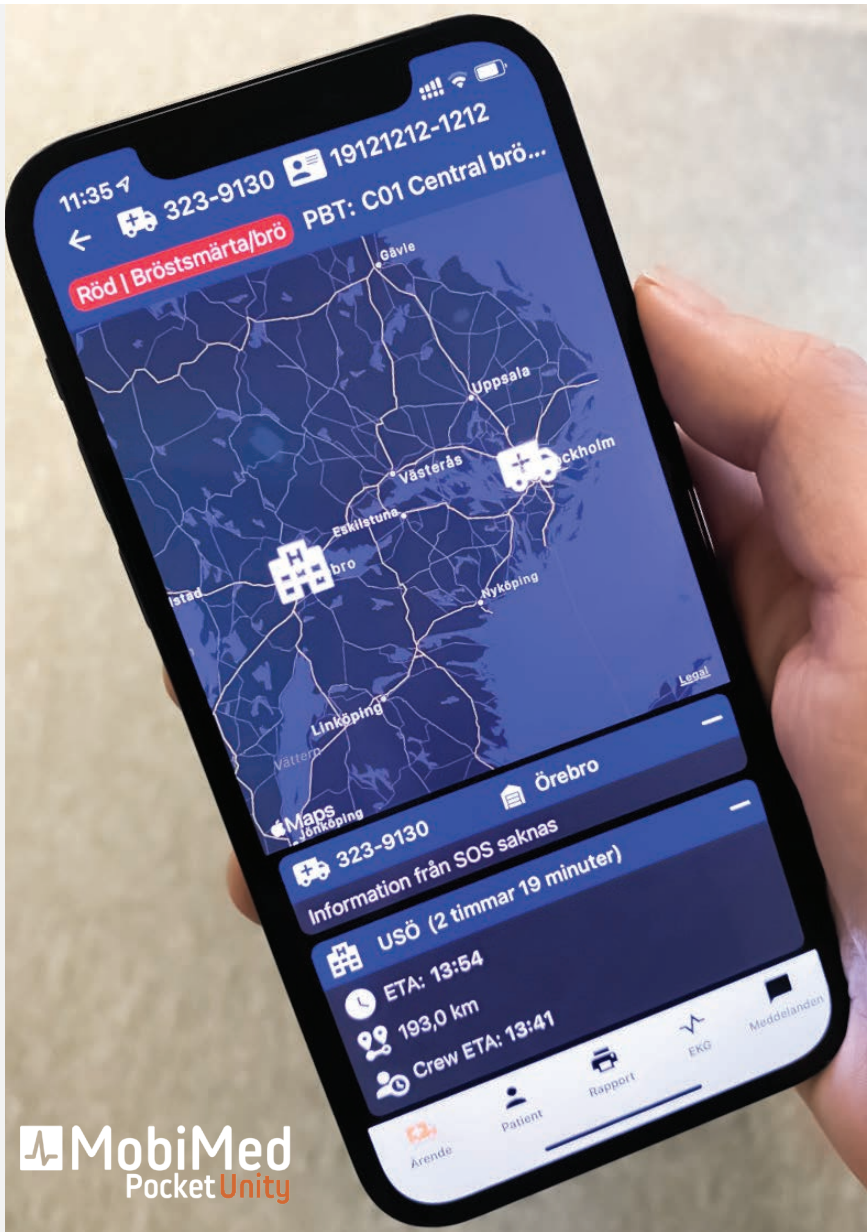 11:35
323-9130 19121212-1212
Röd | Bröstsmärta/brö PBT: C01 Central brö...
Gävle
Uppsala
Västerås
ckholm
Eskilstuna
bro
lstad
Nyköping
Legal
Linköping
Vättern
Maps
Jönköping
323-9130 Örebro
Information från SOS saknas
USÖ (2 timmar 19 minuter)
ETA: 13:54
193,0 km
Crew ETA: 13:41
Ärende
Patient
Rapport
EKG
Meddelanden
MobiMed
Pocket Unity